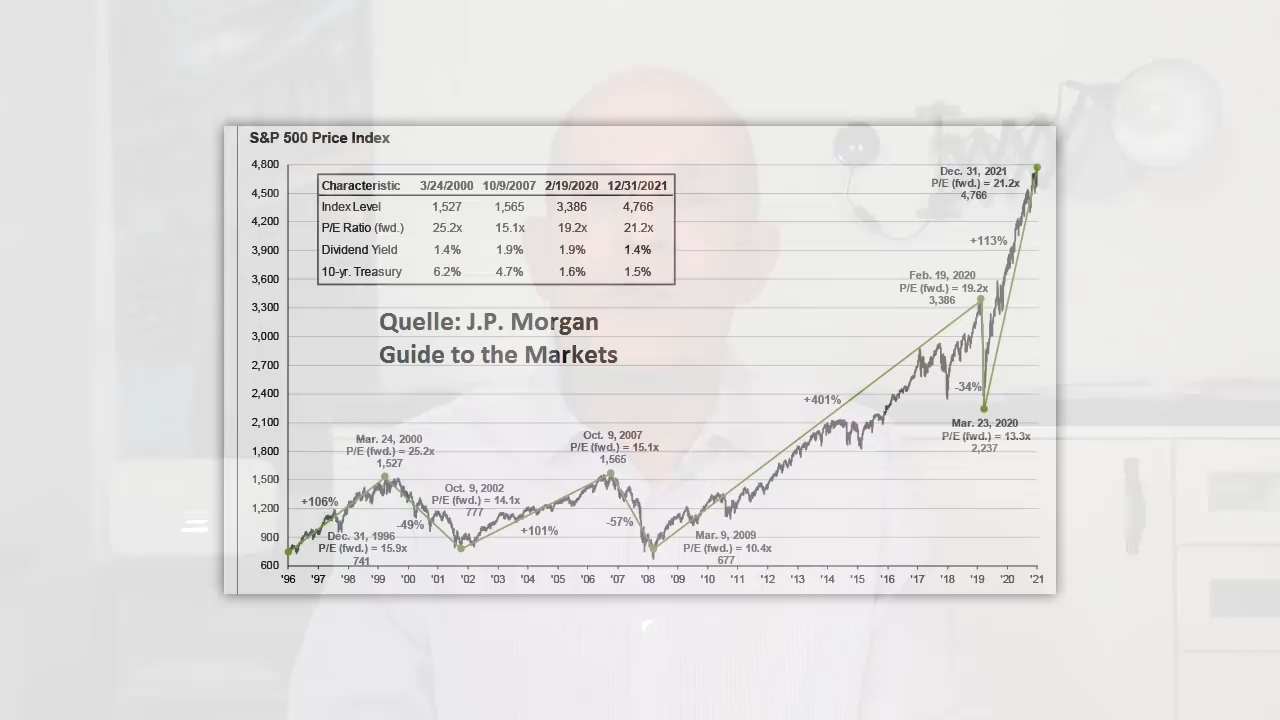 S&P 500 Price Index
4,800
4,500
4,200
3,900
3,600
3,300
3,000
2,700
2,400
2,100
1,800
1,500
1,200
900
600
Characteristic 3/24/2000 10/9/2007 2/19/2020 12/31/2021
Index Level 1,527 1,565 3,386 4,766
P/E Ratio (fwd.) 25.2x 15.1x 19.2x 21.2x
Dividend Yield 1.4% 1.9% 1.9% 1.4%
10-yr. Treasury 6.2% 4.7% 1.6% 1.5%
Quelle: J.P. Morgan
Guide to the Markets
Dec. 31, 2021
P/E (fwd.) = 21.2x
4,766
+113%
Feb. 19, 2020
P/E (fwd.) = 19.2x
3,386
-34%
+401%
Mar. 23, 2020
P/E (fwd.) = 13.3x
2,237
Mar. 24, 2000
P/E (fwd.) = 25.2x
1,527
Oct. 9, 2007
P/E (fwd.) = 15.1x
1,565
Oct. 9, 2002
P/E (fwd.) = 14.1x
777
+106%
-49%
+101%
-57%
Dec. 31, 1996
P/E (fwd.) = 15.9x
741
Mar. 9, 2009
P/E (fwd.) = 10.4x
677
'96 '97 '98 '99 '00 '01 '02 '03 '04 '05 '06 '07 '08 '09 '10 '11 '12 '13 '14 '15 '16 '17 '18 '19 '20 '21